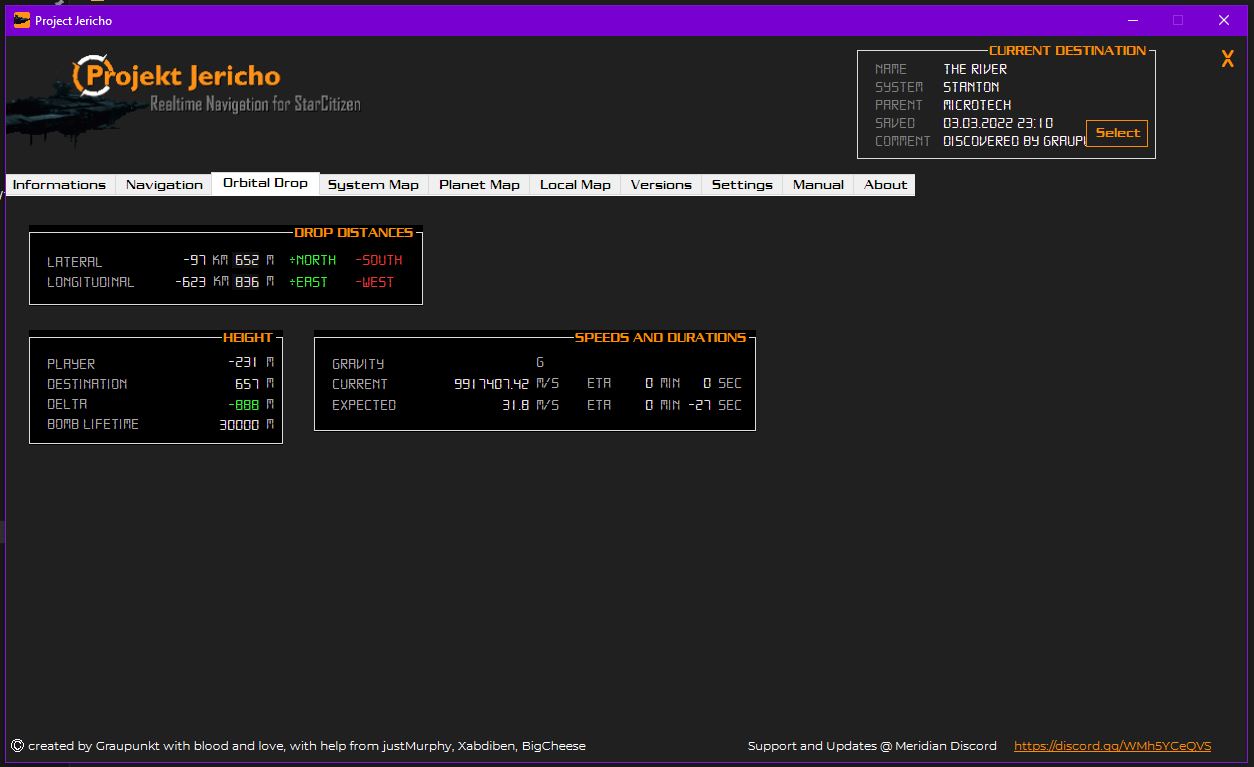 Project Jericho
Projekt Jericho
Realtime Navigation for StarCitizen
CURRENT DESTINATION
NAME THE RIVER
SYSTEM STANTON
PARENT MICROTECH
SAVED 03.03.2022 23:10
COMMENT DISCOVERED BY GRAUP
Select
X
Informations Navigation Orbital Drop System Map Planet Map Local Map Versions Settings Manual About
DROP DISTANCES
LATERAL -97 KM 652 M +NORTH -SOUTH
LONGITUDINAL -623 KM 836 M +EAST -WEST
HEIGHT
PLAYER -231 M
DESTINATION 657 M
DELTA -888 M
BOMB LIFETIME 30000 M
SPEEDS AND DURATIONS
GRAVITY G
CURRENT 9917407.42 M/S ETA 0 MIN 0 SEC
EXPECTED 31.8 M/S ETA 0 MIN -27 SEC
© created by Graupunkt with blood and love, with help from justMurphy, Xabdiben, BigCheese
Support and Updates @ Meridian Discord https://discord.gg/WMh5YCeQVS